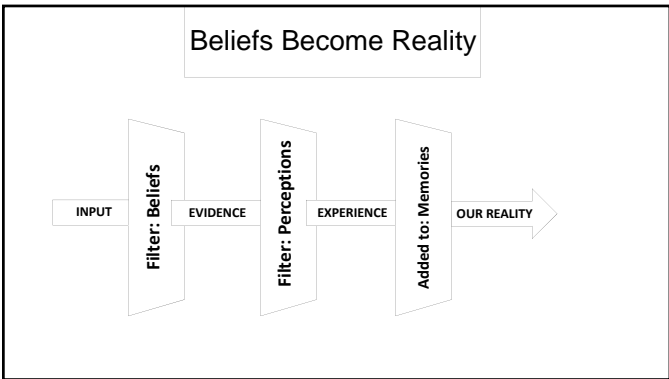 Beliefs Become Reality
INPUT
Filter: Beliefs
EVIDENCE
Filter: Perceptions
EXPERIENCE
Added to: Memories
OUR REALITY